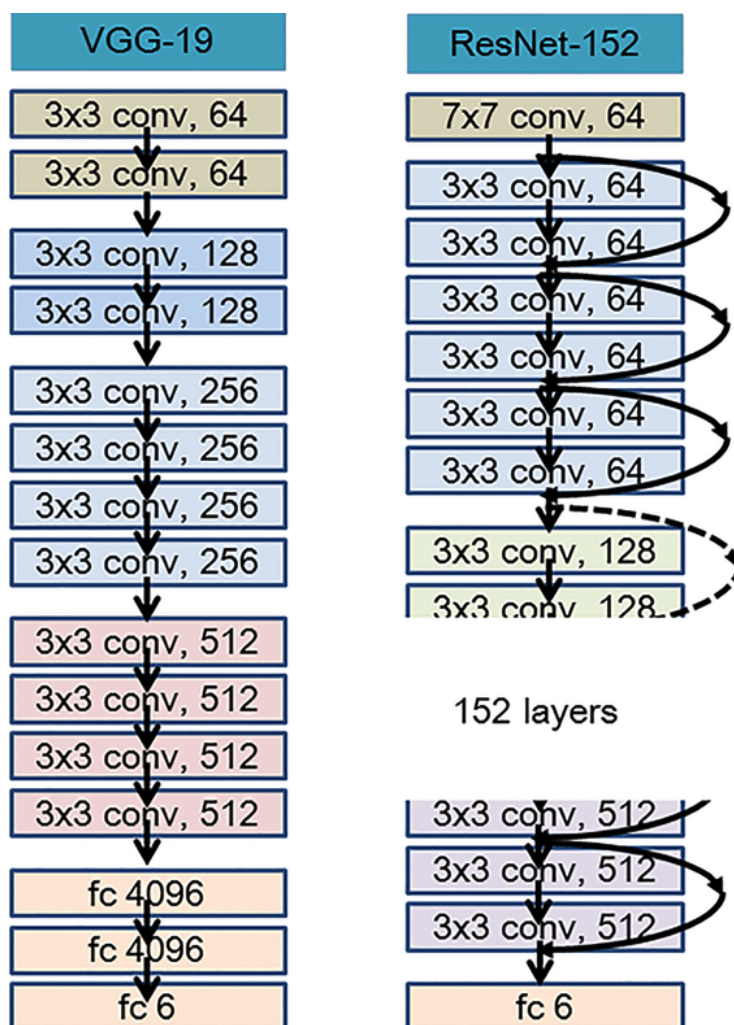 VGG-19
3x3 conv, 64
3x3 conv, 64
3x3 conv, 128
3x3 conv, 128
3x3 conv, 256
3x3 conv, 256
3x3 conv, 256
3x3 conv, 256
3x3 conv, 512
3x3 conv, 512
3x3 conv, 512
3x3 conv, 512
fc 4096
fc 4096
fc 6
ResNet-152
7x7 conv, 64
3x3 conv, 64
3x3 conv, 64
3x3 conv, 64
3x3 conv, 64
3x3 conv, 64
3x3 conv, 64
3x3 conv, 128
3x3 conv, 128
152 layers
3x3 conv, 512
3x3 conv, 512
3x3 conv, 512
fc 6